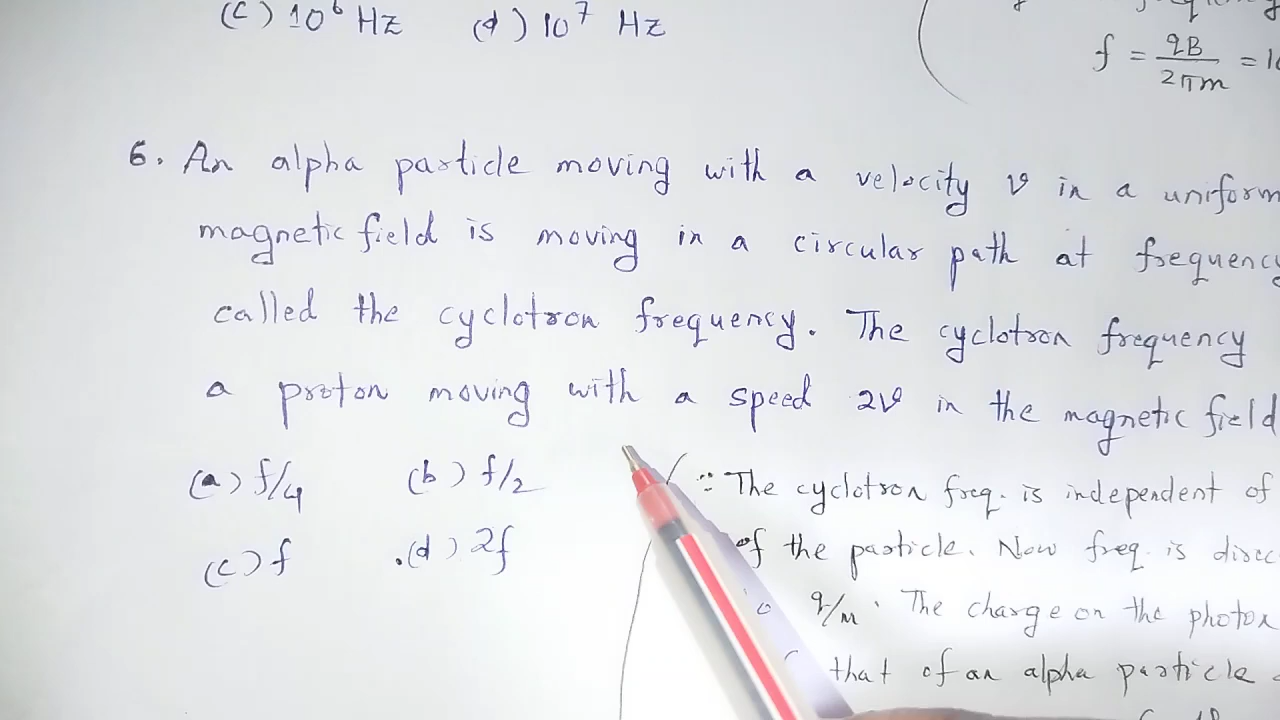 (c) 10⁶ Hz (d) 10⁷ Hz
f = qB/2πm =
6. An alpha particle moving with a velocity v in a uniform
magnetic field is moving in a circular path at frequency
called the cyclotron frequency. The cyclotron frequency
a proton moving with a speed 2v in the magnetic field
(a) f/4 (b) f/2
(c) f .(d) 2f
∵ The cyclotron freq. is independent of
of the particle. Now freq. is direc
q/m. The charge on the photon
that of an alpha particle